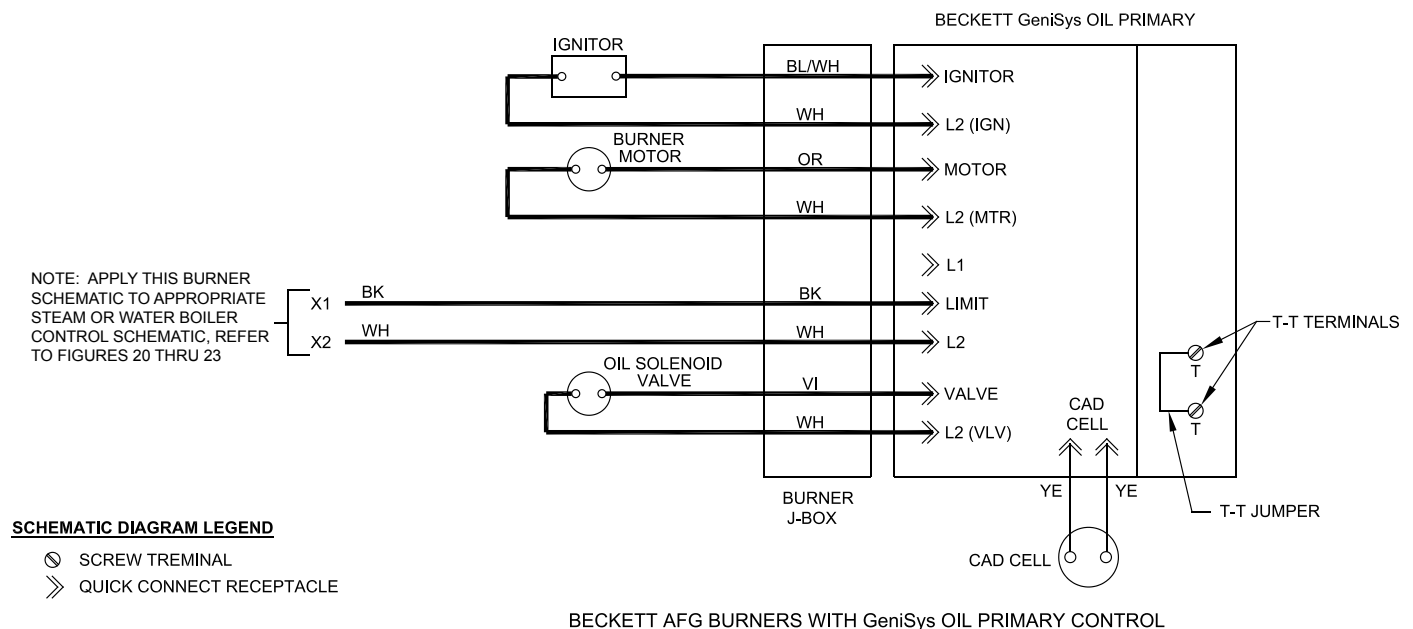 BECKETT GeniSys OIL PRIMARY
IGNITOR
BL/WH
IGNITOR
WH
L2 (IGN)
BURNER
MOTOR
OR
MOTOR
WH
L2 (MTR)
L1
NOTE: APPLY THIS BURNER
SCHEMATIC TO APPROPRIATE
STEAM OR WATER BOILER
CONTROL SCHEMATIC, REFER
TO FIGURES 20 THRU 23
X1
BK
BK
LIMIT
X2
WH
WH
L2
T-T TERMINALS
T
T
OIL SOLENOID
VALVE
VI
VALVE
WH
L2 (VLV)
CAD
CELL
YE
YE
BURNER
J-BOX
T-T JUMPER
CAD CELL
SCHEMATIC DIAGRAM LEGEND
SCREW TREMINAL
QUICK CONNECT RECEPTACLE
BECKETT AFG BURNERS WITH GeniSys OIL PRIMARY CONTROL